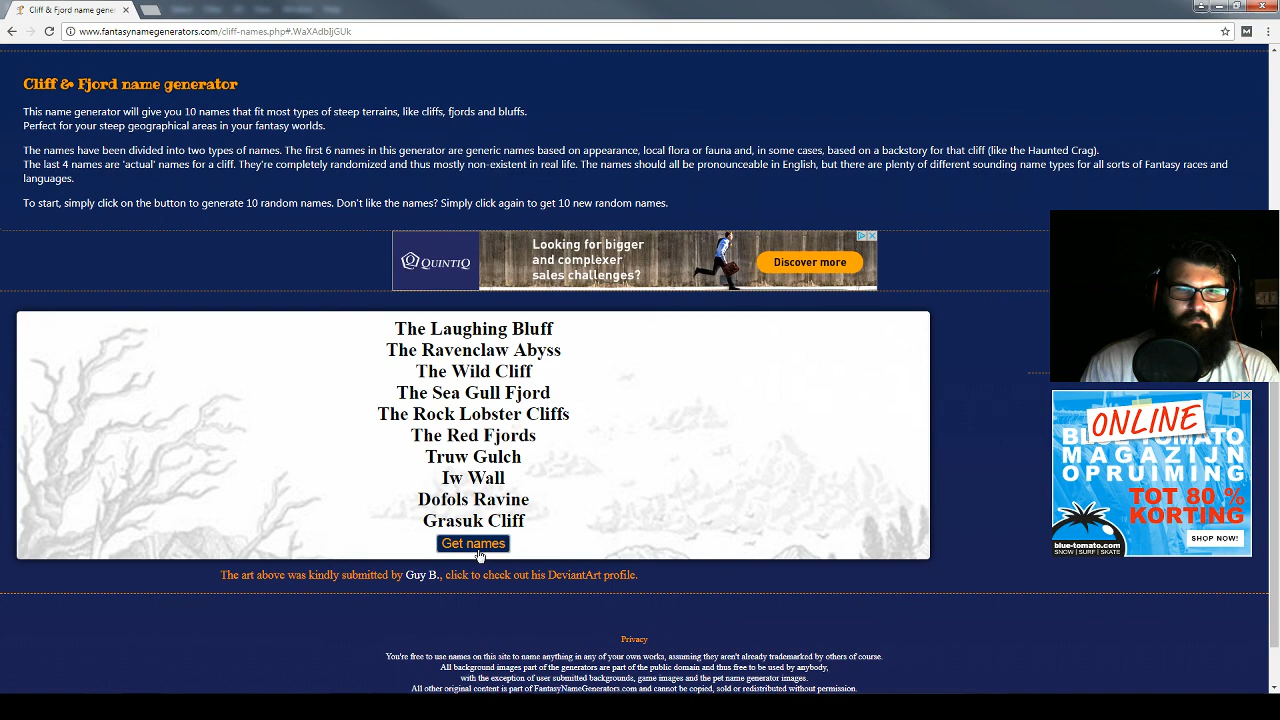 Cliff & Fjord name gene
www.fantasynamegenerators.com/cliff-names.php#.WaXAdbIjGUk
Cliff & Fjord name generator
This name generator will give you 10 names that fit most types of steep terrains, like cliffs, fjords and bluffs.
Perfect for your steep geographical areas in your fantasy worlds.
The names have been divided into two types of names. The first 6 names in this generator are generic names based on appearance, local flora or fauna and, in some cases, based on a backstory for that cliff (like the Haunted Crag).
The last 4 names are 'actual' names for a cliff. They're completely randomized and thus mostly non-existent in real life. The names should all be pronounceable in English, but there are plenty of different sounding name types for all sorts of Fantasy races and
languages.
To start, simply click on the button to generate 10 random names. Don't like the names? Simply click again to get 10 new random names.
QUINTIQ
Looking for bigger
and complexer
sales challenges?
Discover more
The Laughing Bluff
The Ravenclaw Abyss
The Wild Cliff
The Sea Gull Fjord
The Rock Lobster Cliffs
The Red Fjords
Truw Gulch
Iw Wall
Dofols Ravine
Grasuk Cliff
Get names
The art above was kindly submitted by Guy B., click to check out his DeviantArt profile.
ONLINE
BLUE TOMATO
MAGAZIJN
OPRUIMING
TOT 80 %
KORTING
SHOP NOW!
blue-tomato.com
SNOW | SURF | SKATE
Privacy
You're free to use names on this site to name anything in any of your own works, assuming they aren't already trademarked by others of course.
All background images part of the generators are part of the public domain and thus free to be used by anybody,
with the exception of user submitted backgrounds, game images and the pet name generator images.
All other original content is part of FantasyNameGenerators.com and cannot be copied, sold or redistributed without permission.